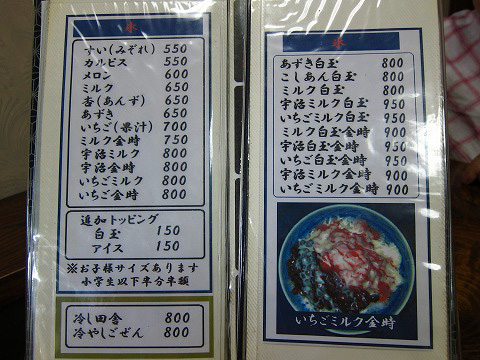 氷
すい(みぞれ) 550
カルピス 550
メロン 600
ミルク 650
杏(あんず) 650
あずき 650
いちご(果汁) 700
ミルク金時 750
宇治ミルク 800
宇治金時 800
いちごミルク 800
いちご金時 800
追加トッピング
白玉 150
アイス 150
※お子様サイズあります
小学生以下半分半額
冷し田舎 800
冷やしごぜん 800
氷
あずき白玉 800
こしあん白玉 800
ミルク白玉 800
宇治ミルク白玉 950
いちごミルク白玉 950
ミルク白玉金時 900
宇治白玉金時 950
いちご白玉金時 950
宇治ミルク金時 900
いちごミルク金時 900
いちごミルク金時